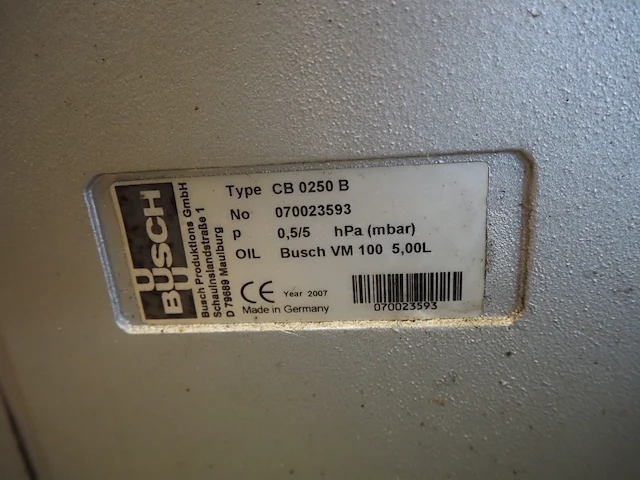 BUSCH
Busch Produktions GmbH
Schauinslandstraße 1
D 79689 Maulburg
Type CB 0250 B
No 070023593
p 0,5/5 hPa (mbar)
OIL Busch VM 100 5,00L
CE Year 2007
Made in Germany
070023593